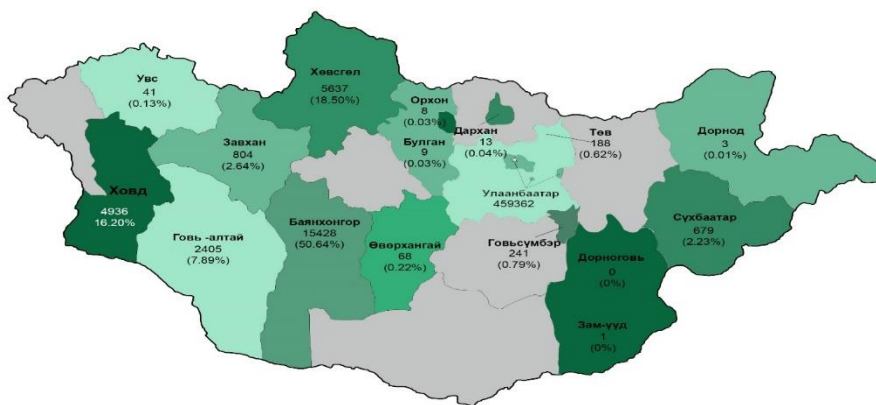 Увс
41
(0.13%)
Хөвсгөл
5637
(18.50%)
Орхон
8
(0.03%)
Булган
9
(0.03%)
Дархан
13
(0.04%)
Төв
188
(0.62%)
Дорнод
3
(0.01%)
Завхан
804
(2.64%)
Ховд
4936
16.20%)
Говь -алтай
2405
(7.89%)
Баянхонгор
15428
(50.64%)
Өвөрхангай
68
(0.22%)
Улаанбаатар
459362
Говьсүмбэр
241
(0.79%)
Сүхбаатар
679
(2.23%)
Дорноговь
0
(0%)
Зам-ууд
1
(0%)